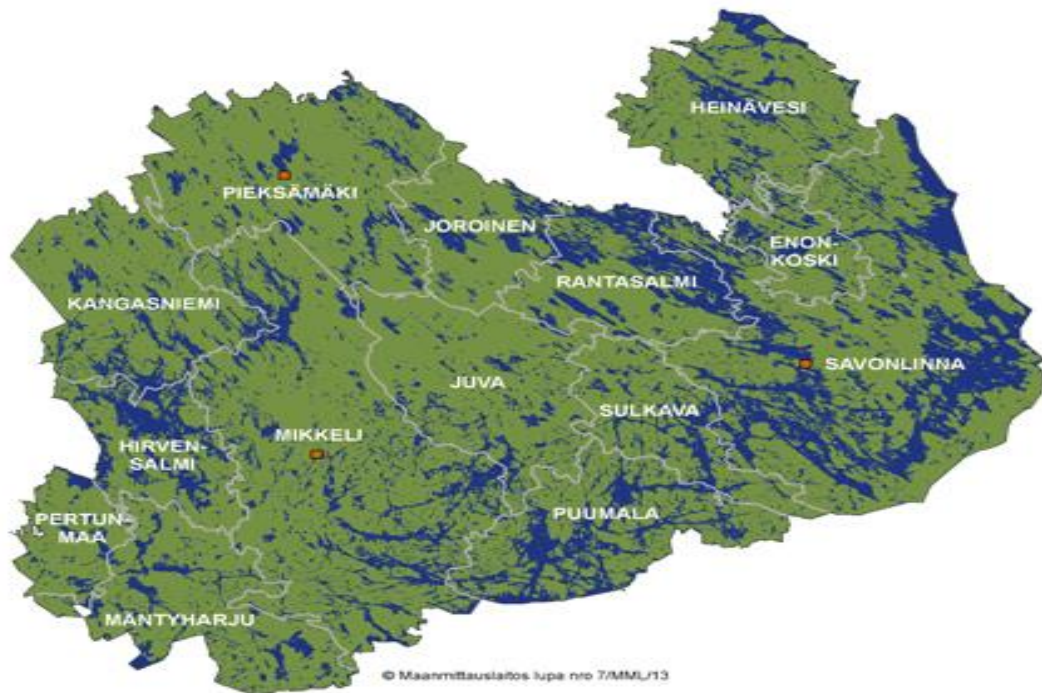 HEINÄVESI
PIEKSÄMÄKI
JOROINEN
ENON-
KOSKI
RANTASALMI
KANGASNIEMI
SAVONLINNA
JUVA
SULKAVA
MIKKELI
HIRVEN-
SALMI
PUUMALA
PERTUN-
MAA
MÄNTYHARJU
© Maanmittauslaitos lupa nro 7/MML/13